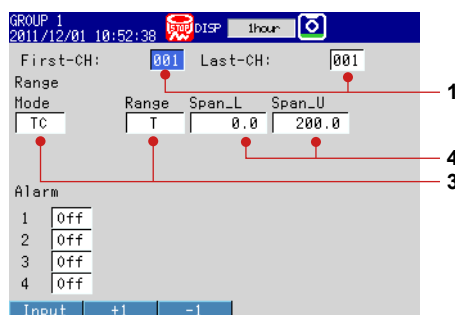 GROUP 1
2011/12/01 10:52:38 STOP DISP 1hour
First-CH: 001 Last-CH: 001
1
Range
Mode Range Span_L Span_U
TC T 0.0 200.0
4
3
Alarm
1 Off
2 Off
3 Off
4 Off
Input +1 -1